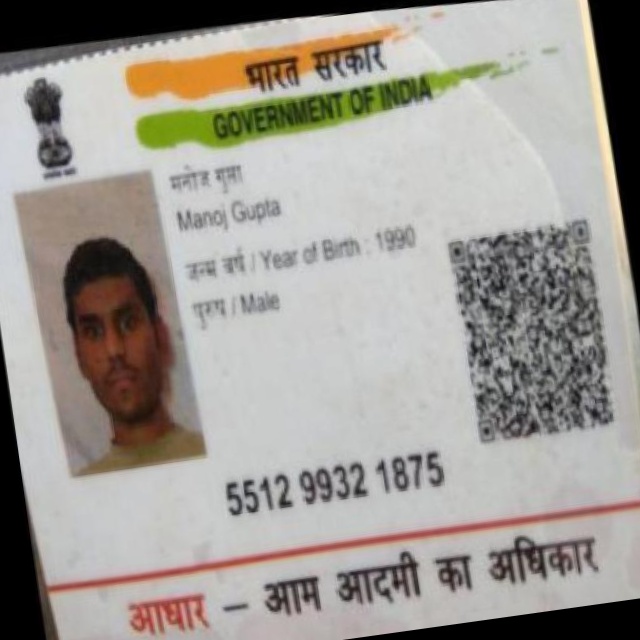 भारत सरकार
GOVERNMENT OF INDIA
मनोज गुप्ता
Manoj Gupta
जन्म वर्ष / Year of Birth : 1990
पुरुष / Male
5512 9932 1875
आधार – आम आदमी का अधिकार